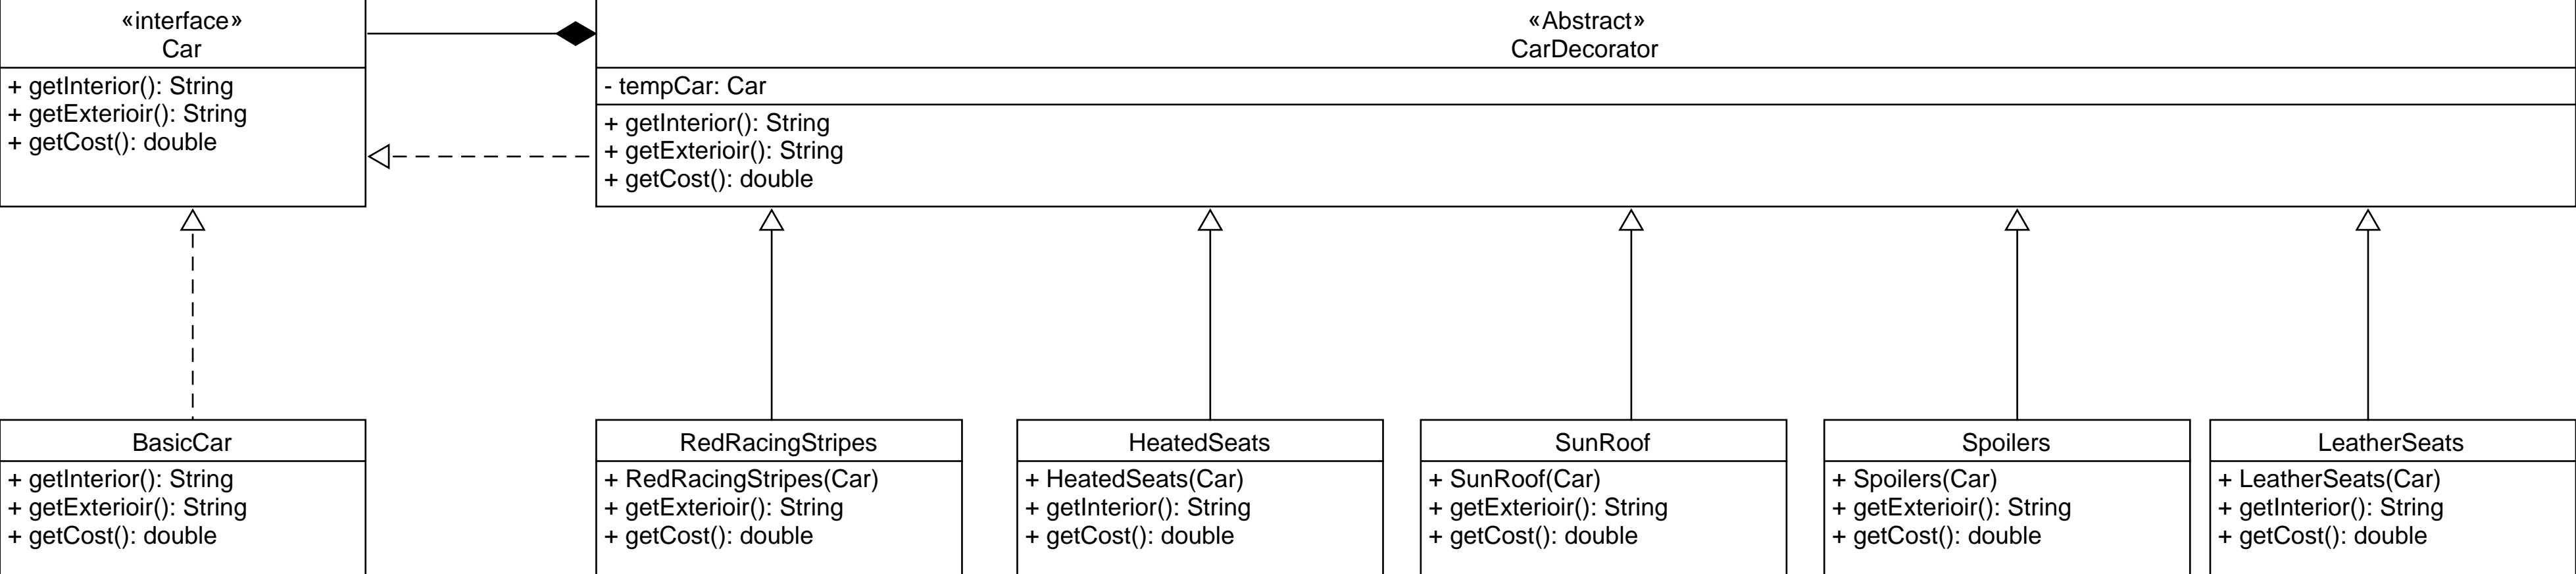 «interface»
Car
+ getInterior(): String
+ getExterioir(): String
+ getCost(): double
«Abstract»
CarDecorator
- tempCar: Car
+ getInterior(): String
+ getExterioir(): String
+ getCost(): double
BasicCar
+ getInterior(): String
+ getExterioir(): String
+ getCost(): double
RedRacingStripes
+ RedRacingStripes(Car)
+ getExterioir(): String
+ getCost(): double
HeatedSeats
+ HeatedSeats(Car)
+ getInterior(): String
+ getCost(): double
SunRoof
+ SunRoof(Car)
+ getExterioir(): String
+ getCost(): double
Spoilers
+ Spoilers(Car)
+ getExterioir(): String
+ getCost(): double
LeatherSeats
+ LeatherSeats(Car)
+ getInterior(): String
+ getCost(): double